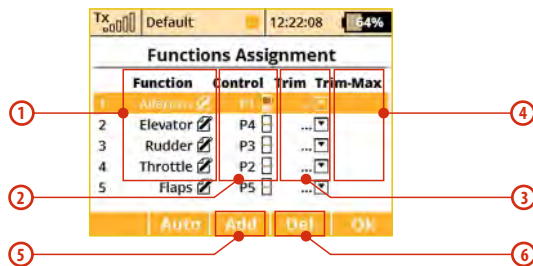 Tx Default 12:22:08 64%
Functions Assignment
Function Control Trim Trim-Max
1 Ailerons P1 ...
2 Elevator P4 ...
3 Rudder P3 ...
4 Throttle P2 ...
5 Flaps P5 ...
Auto Add Del Ok
1
2
3
4
5
6